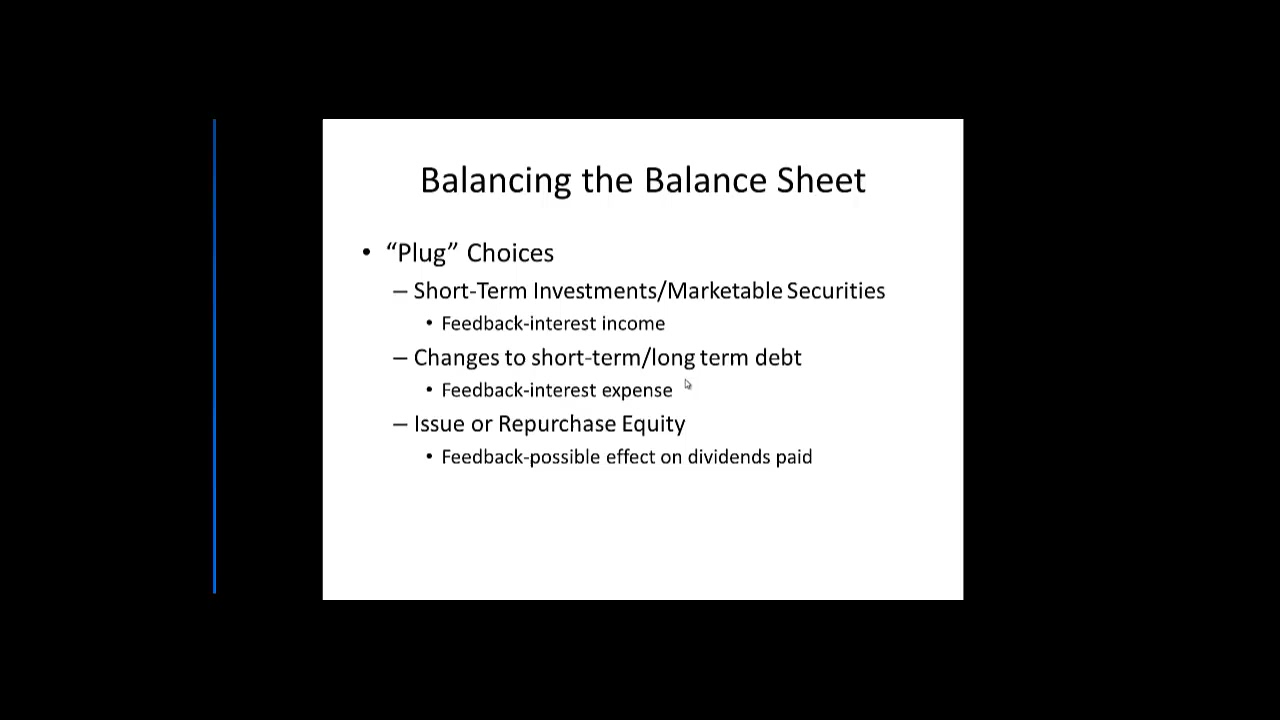 Balancing the Balance Sheet
• “Plug” Choices
– Short-Term Investments/Marketable Securities
• Feedback-interest income
– Changes to short-term/long term debt
• Feedback-interest expense
– Issue or Repurchase Equity
• Feedback-possible effect on dividends paid